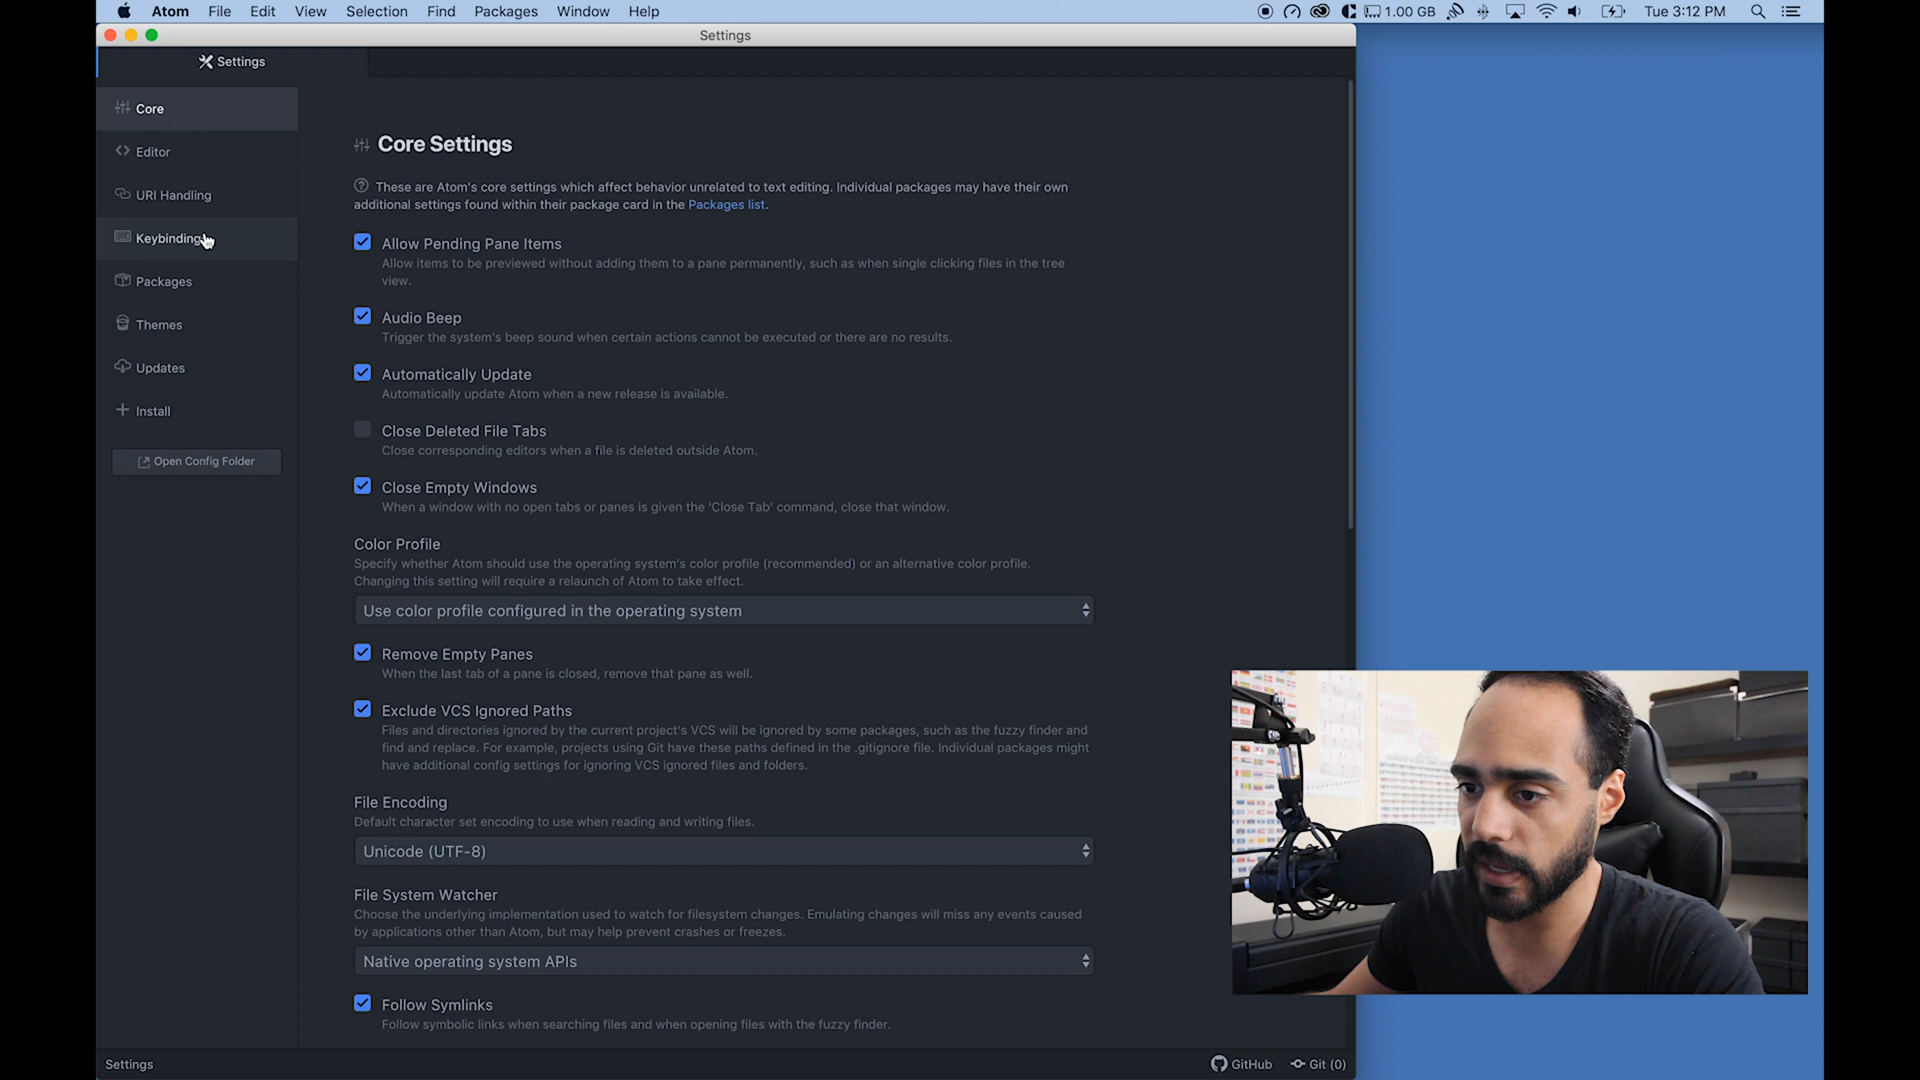 Atom File Edit View Selection Find Packages Window Help
1.00 GB Tue 3:12 PM
Settings
Settings
Core
Editor
URI Handling
Keybinding
Packages
Themes
Updates
Install
Open Config Folder
Core Settings
These are Atom's core settings which affect behavior unrelated to text editing. Individual packages may have their own
additional settings found within their package card in the Packages list.
Allow Pending Pane Items
Allow items to be previewed without adding them to a pane permanently, such as when single clicking files in the tree
view.
Audio Beep
Trigger the system's beep sound when certain actions cannot be executed or there are no results.
Automatically Update
Automatically update Atom when a new release is available.
Close Deleted File Tabs
Close corresponding editors when a file is deleted outside Atom.
Close Empty Windows
When a window with no open tabs or panes is given the 'Close Tab' command, close that window.
Color Profile
Specify whether Atom should use the operating system's color profile (recommended) or an alternative color profile.
Changing this setting will require a relaunch of Atom to take effect.
Use color profile configured in the operating system
Remove Empty Panes
When the last tab of a pane is closed, remove that pane as well.
Exclude VCS Ignored Paths
Files and directories ignored by the current project's VCS will be ignored by some packages, such as the fuzzy finder and
find and replace. For example, projects using Git have these paths defined in the .gitignore file. Individual packages might
have additional config settings for ignoring VCS ignored files and folders.
File Encoding
Default character set encoding to use when reading and writing files.
Unicode (UTF-8)
File System Watcher
Choose the underlying implementation used to watch for filesystem changes. Emulating changes will miss any events caused
by applications other than Atom, but may help prevent crashes or freezes.
Native operating system APIs
Follow Symlinks
Follow symbolic links when searching files and when opening files with the fuzzy finder.
Settings
GitHub Git (0)